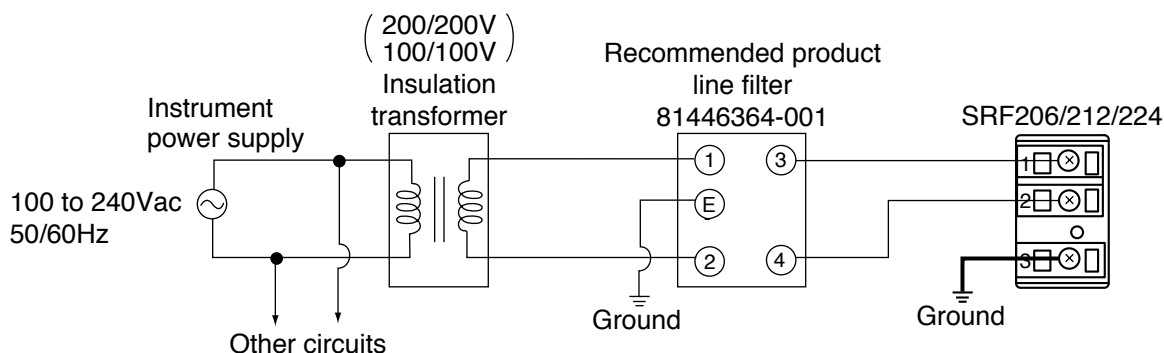 ( 200/200V )
( 100/100V )
Insulation
transformer
Recommended product
line filter
81446364-001
SRF206/212/224
Instrument
power supply
100 to 240Vac
50/60Hz
1
3
E
2
4
1
2
3
Ground
Ground
Other circuits